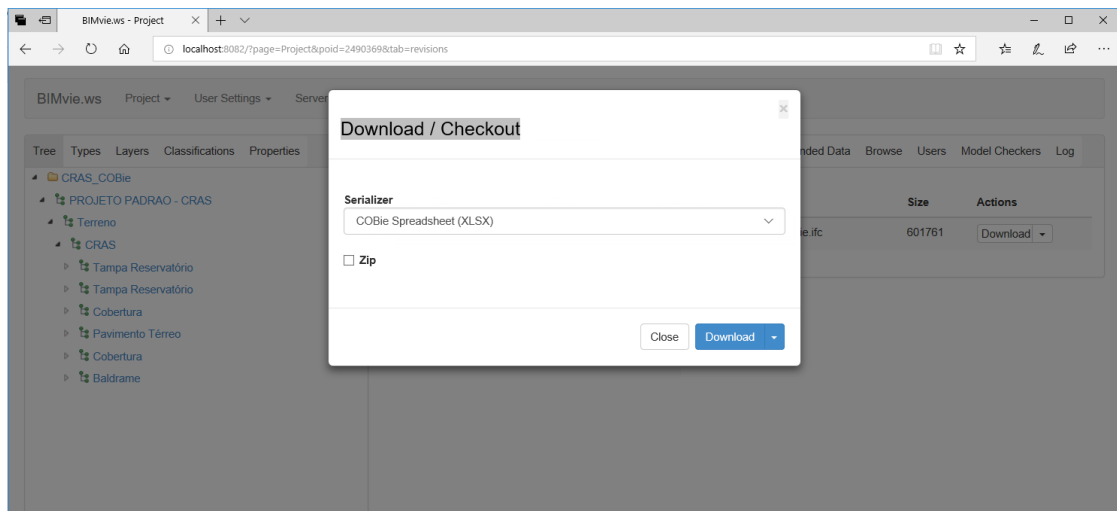 BIMvie.ws - Project
localhost:8082/?page=Project&poid=2490369&tab=revisions
BIMvie.ws Project User Settings Server
Download / Checkout
Tree Types Layers Classifications Properties
nded Data Browse Users Model Checkers Log
CRAS_COBie
PROJETO PADRAO - CRAS
Terreno
CRAS
Tampa Reservatório
Tampa Reservatório
Cobertura
Pavimento Térreo
Cobertura
Baldrame
Serializer
COBie Spreadsheet (XLSX)
Zip
Close Download
Size Actions
ie.ifc 601761 Download